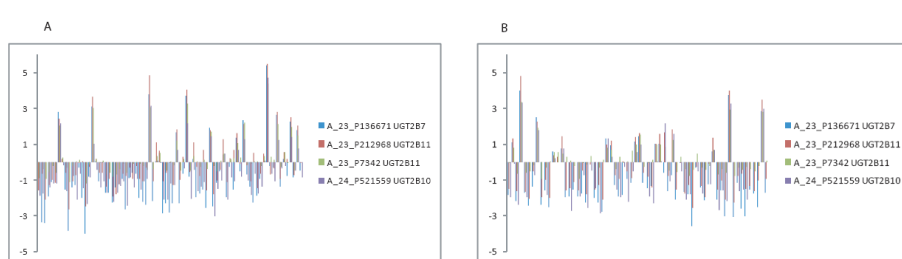 A
5
3
1
-1
-3
-5
A_23_P136671 UGT2B7
A_23_P212968 UGT2B11
A_23_P7342 UGT2B11
A_24_P521559 UGT2B10
B
5
3
1
-1
-3
-5
A_23_P136671 UGT2B7
A_23_P212968 UGT2B11
A_23_P7342 UGT2B11
A_24_P521559 UGT2B10